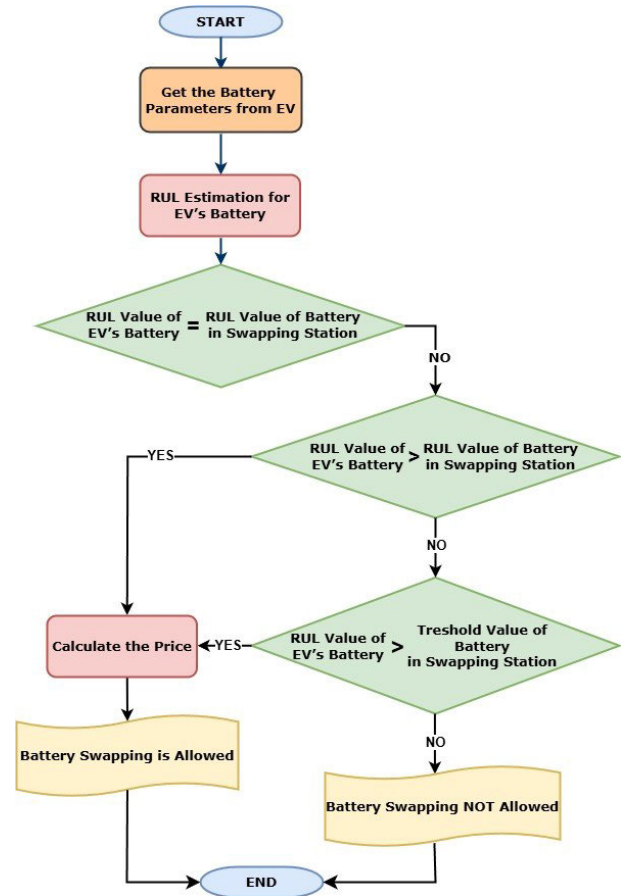 START
Get the Battery
Parameters from EV
RUL Estimation for
EV's Battery
RUL Value of
EV's Battery
=
RUL Value of Battery
in Swapping Station
NO
RUL Value of
EV's Battery
>
RUL Value of Battery
in Swapping Station
YES
NO
Calculate the Price
YES
RUL Value of
EV's Battery
>
Treshold Value of
Battery
in Swapping Station
NO
Battery Swapping is Allowed
Battery Swapping NOT Allowed
END